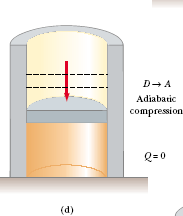 D → A
Adiabatic
compression
Q = 0
(d)